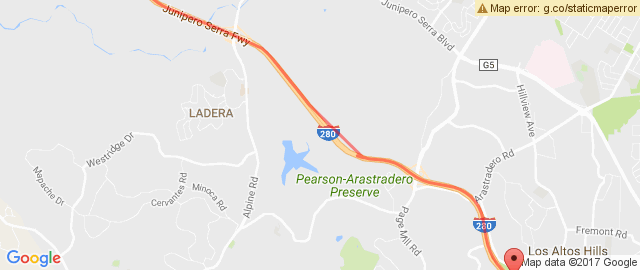 Map error: g.co/staticmaperror
Junipero Serra Fwy
Junipero Serra Blvd
G5
Hillview Ave
LADERA
280
Westridge Dr
Arastradero Rd
Mapache Dr
Cervantes Rd
Minoca Rd
Alpine Rd
Pearson-Arastradero
Preserve
Page Mill Rd
280
Fremont Rd
Los Altos Hills
Google
Map data ©2017 Google